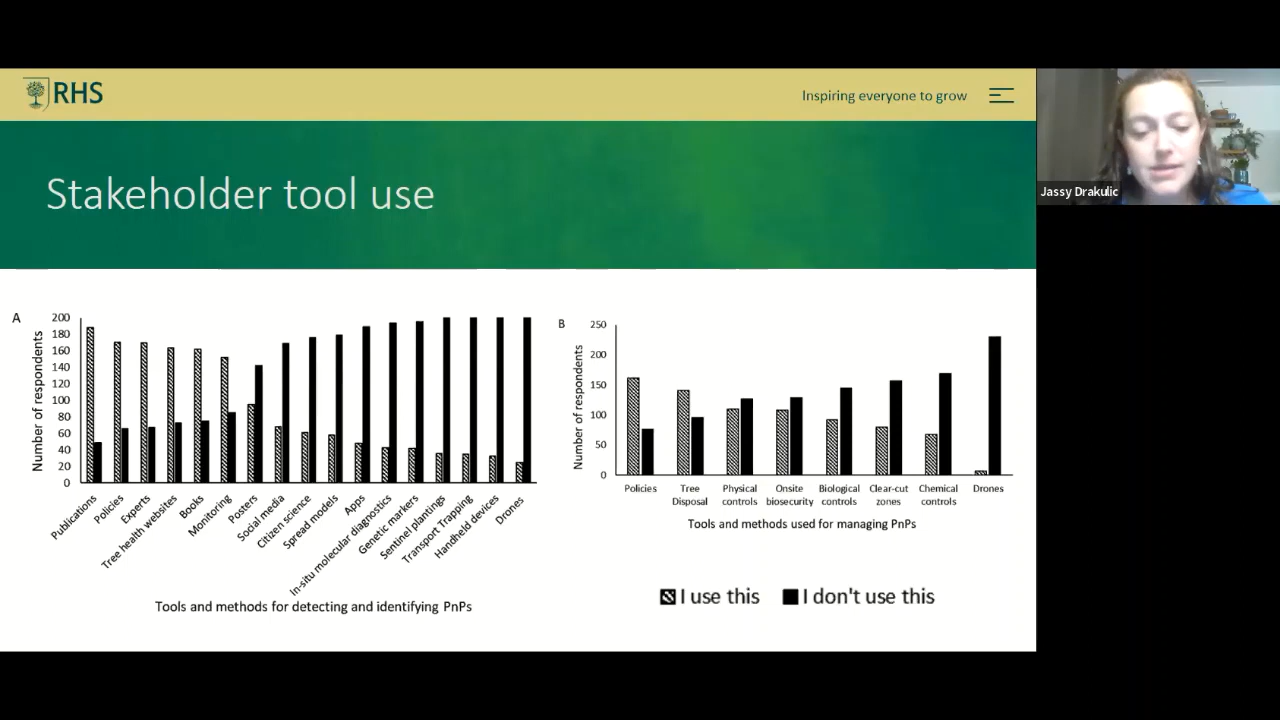 RHS
Inspiring everyone to grow
Jassy Drakulic
Stakeholder tool use
A
Number of respondents
200
180
160
140
120
100
80
60
40
20
0
Publications
Policies
Experts
Tree health websites
Books
Monitoring
Posters
Social media
Citizen science
Spread models
Apps
In-situ molecular diagnostics
Genetic markers
Sentinel plantings
Transport Trapping
Handheld devices
Drones
Tools and methods for detecting and identifying PnPs
B
Number of respondents
250
200
150
100
50
0
Policies
Tree
Disposal
Physical
controls
Onsite
biosecurity
Biological
controls
Clear-cut
zones
Chemical
controls
Drones
Tools and methods used for managing PnPs
I use this
I don't use this